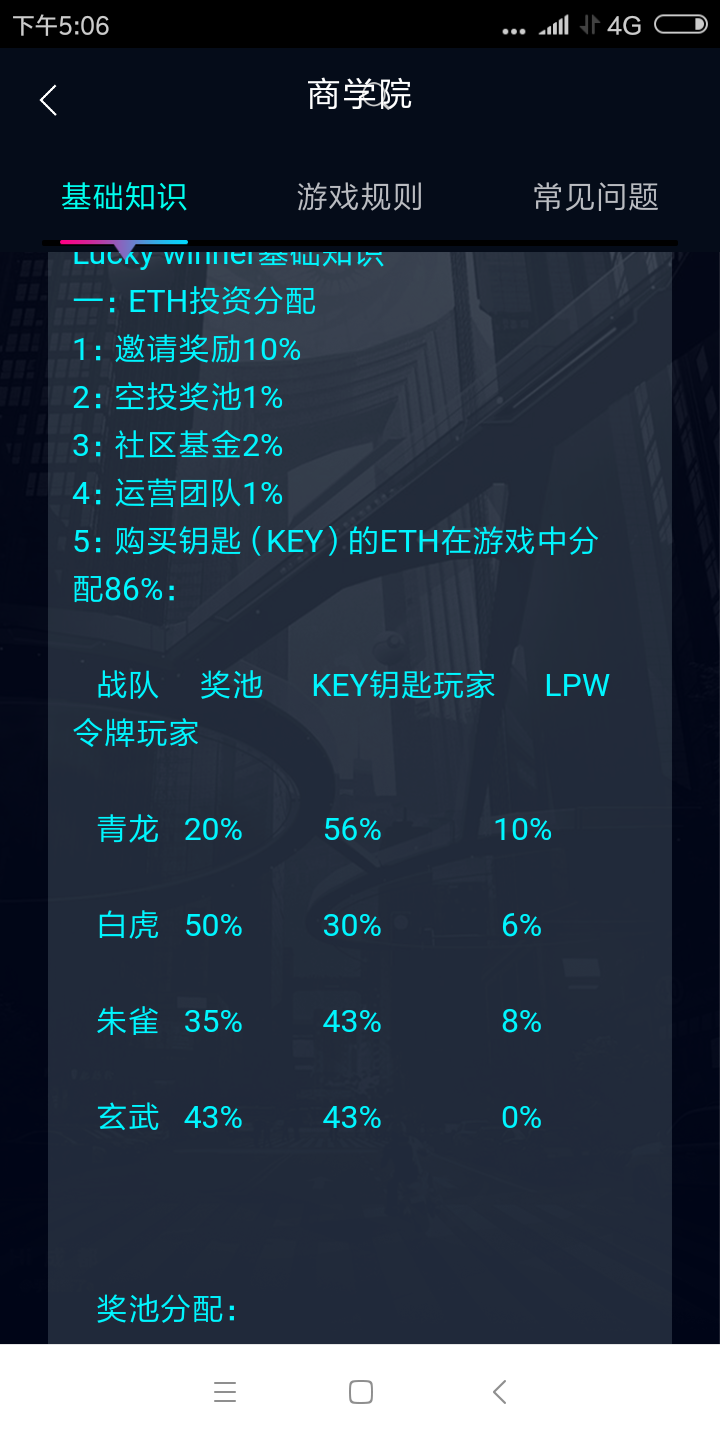 下午5:06
4G
商学院
基础知识 游戏规则 常见问题
Lucky winner基础知识
一：ETH投资分配
1：邀请奖励10%
2：空投奖池1%
3：社区基金2%
4：运营团队1%
5：购买钥匙（KEY）的ETH在游戏中分
配86%：
战队 奖池 KEY钥匙玩家 LPW
令牌玩家
青龙 20% 56% 10%
白虎 50% 30% 6%
朱雀 35% 43% 8%
玄武 43% 43% 0%
奖池分配：